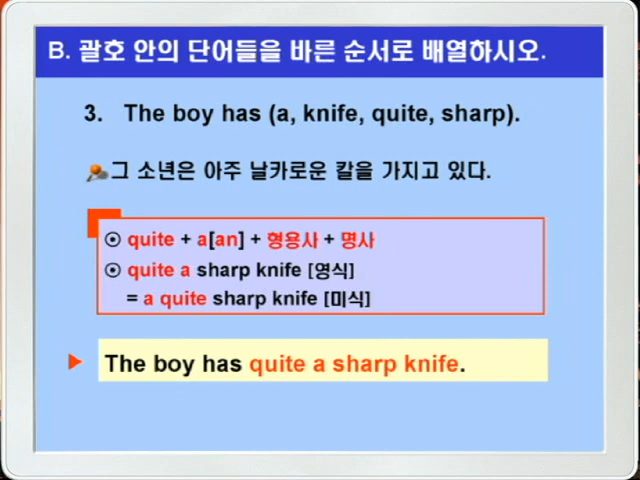 B. 괄호 안의 단어들을 바른 순서로 배열하시오.
3. The boy has (a, knife, quite, sharp).
그 소년은 아주 날카로운 칼을 가지고 있다.
⊙ quite + a[an] + 형용사 + 명사
⊙ quite a sharp knife [영식]
= a quite sharp knife [미식]
The boy has quite a sharp knife.